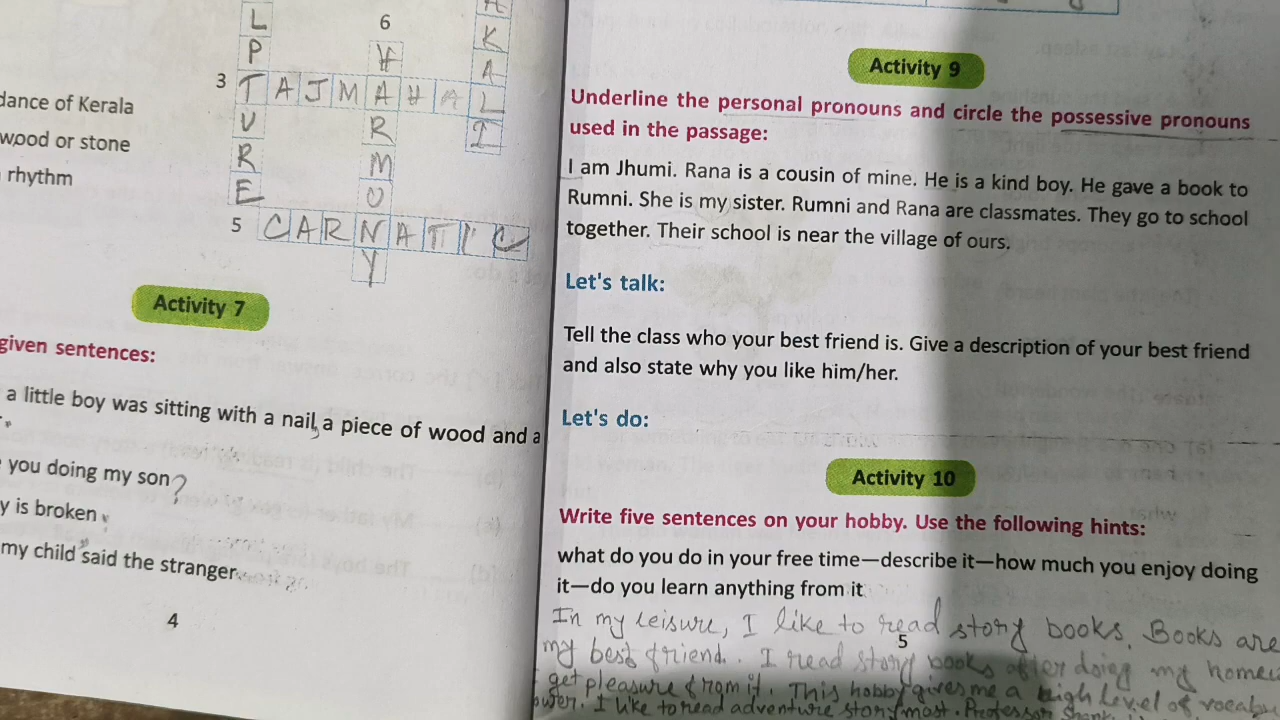 L
P
3 TAJMAHAL
U
R
E
6
H
R
M
O
Y
K
A
I
5 CARNATIC
dance of Kerala
wood or stone
rhythm
Activity 7
given sentences:
a little boy was sitting with a nail, a piece of wood and a
you doing my son?
y is broken
my child said the stranger
4
Activity 9
Underline the personal pronouns and circle the possessive pronouns
used in the passage:
I am Jhumi. Rana is a cousin of mine. He is a kind boy. He gave a book to
Rumni. She is my sister. Rumni and Rana are classmates. They go to school
together. Their school is near the village of ours.
Let's talk:
Tell the class who your best friend is. Give a description of your best friend
and also state why you like him/her.
Let's do:
Activity 10
Write five sentences on your hobby. Use the following hints:
what do you do in your free time—describe it—how much you enjoy doing
it—do you learn anything from it
In my leisure, I like to read story books. Books are
5
my best friend. I read story books after doing my
get pleasure from it. This hobby gives me a high level of
I like to read adventure story most. Professor